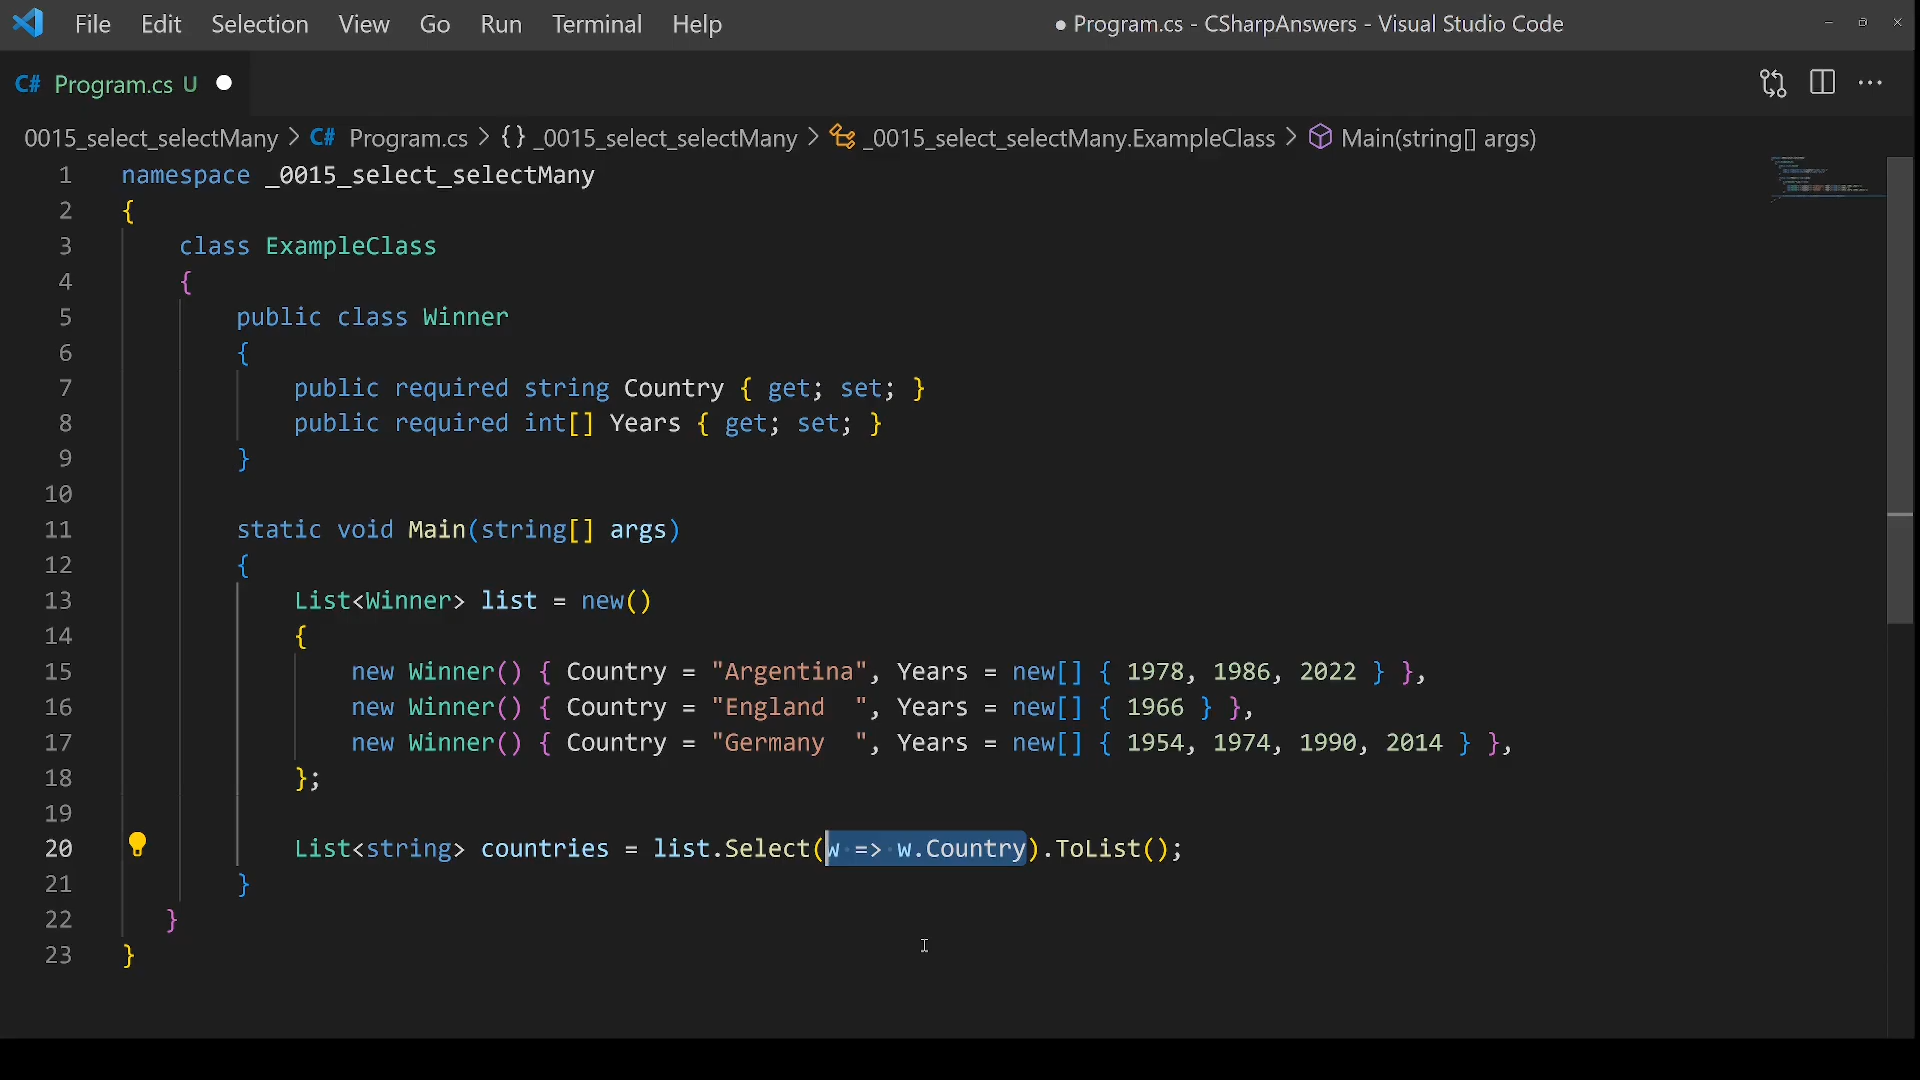 File Edit Selection View Go Run Terminal Help ● Program.cs - CSharpAnswers - Visual Studio Code
C# Program.cs U
0015_select_selectMany > C# Program.cs > {} _0015_select_selectMany > _0015_select_selectMany.ExampleClass > Main(string[] args)
1 namespace _0015_select_selectMany
2 {
3 class ExampleClass
4 {
5 public class Winner
6 {
7 public required string Country { get; set; }
8 public required int[] Years { get; set; }
9 }
10
11 static void Main(string[] args)
12 {
13 List<Winner> list = new()
14 {
15 new Winner() { Country = "Argentina", Years = new[] { 1978, 1986, 2022 } },
16 new Winner() { Country = "England  ", Years = new[] { 1966 } },
17 new Winner() { Country = "Germany  ", Years = new[] { 1954, 1974, 1990, 2014 } },
18 };
19
20 List<string> countries = list.Select(w => w.Country).ToList();
21 }
22 }
23 }